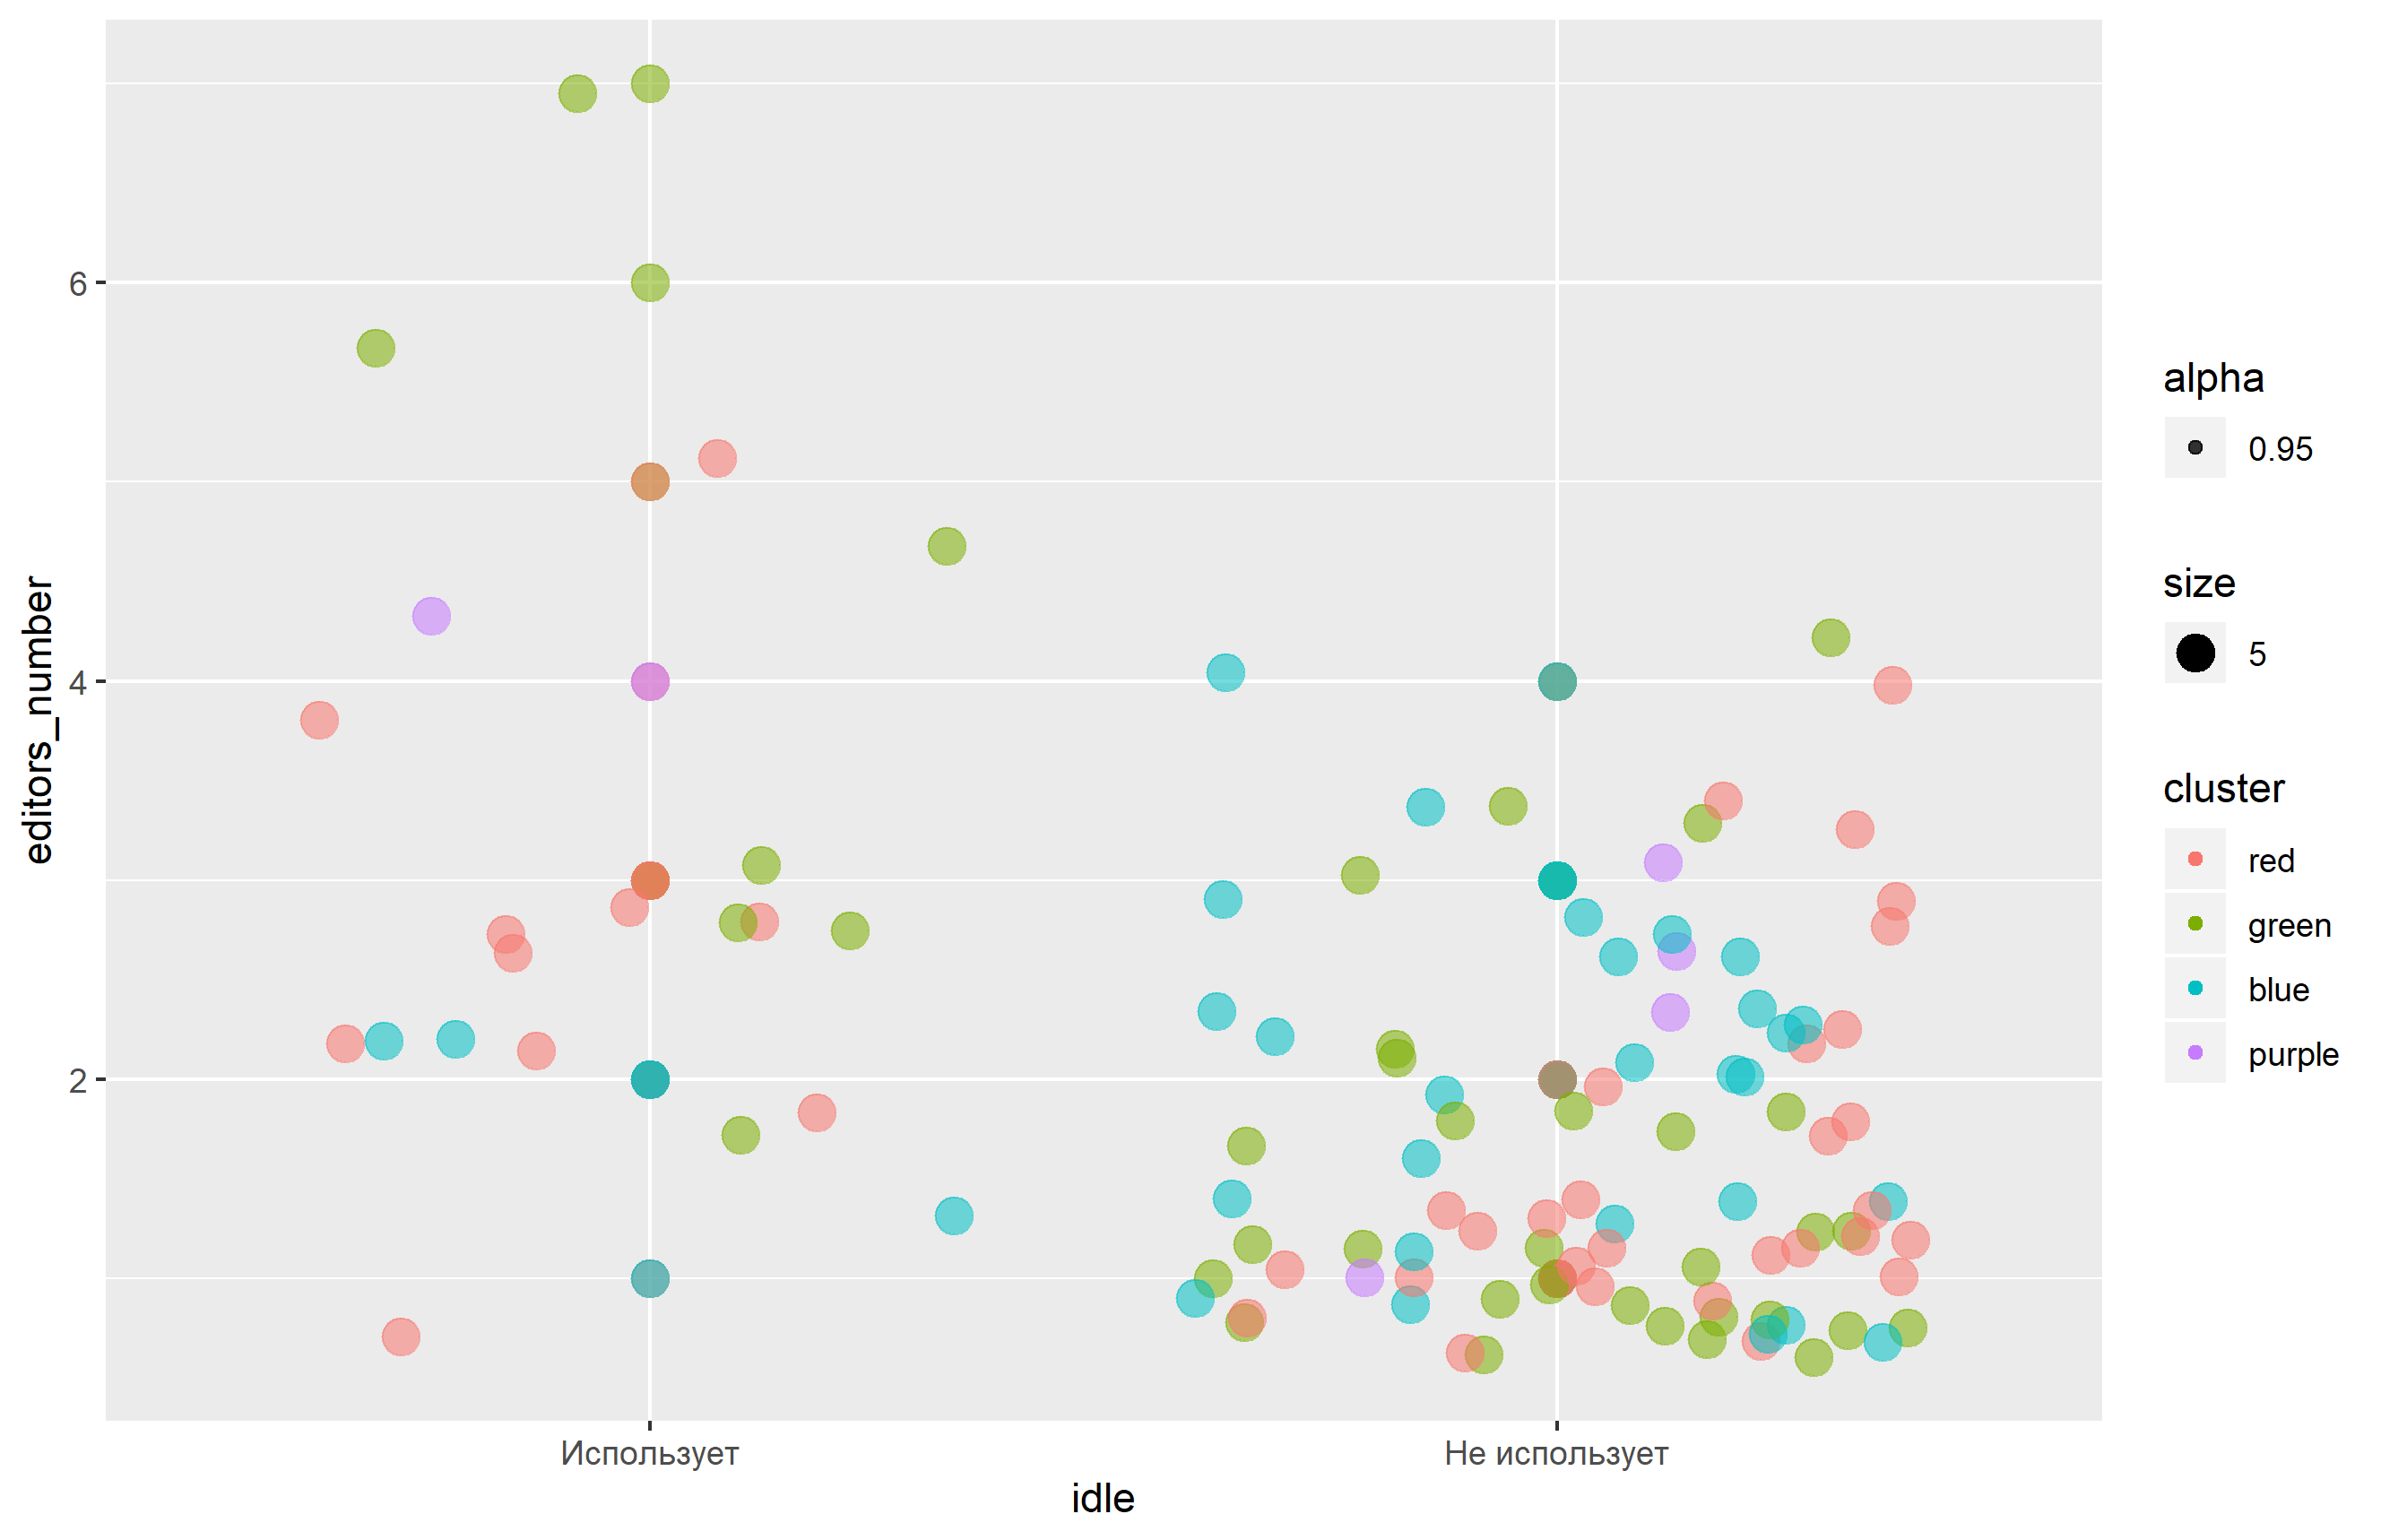 6
4
2
editors_number
Использует
Не использует
idle
alpha
0.95
size
5
cluster
red
green
blue
purple